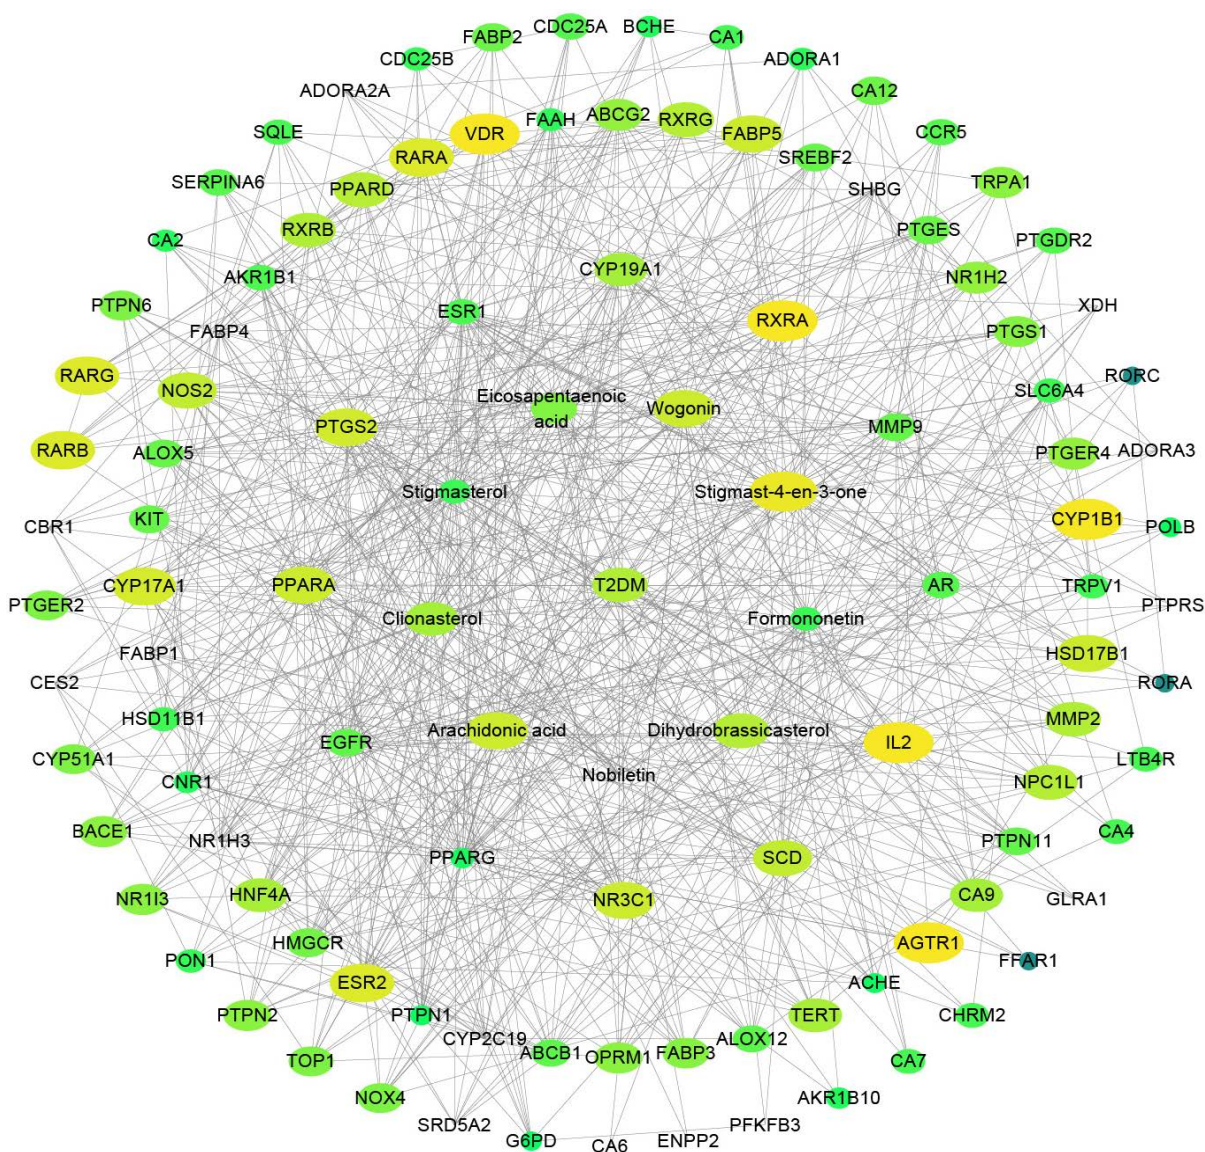 CDC25A
BCHE
FABP2
CA1
CDC25B
ADORA1
ADORA2A
CA12
FAAH
ABCG2
RXRG
SQLE
VDR
FABP5
CCR5
RARA
SREBF2
SERPINA6
PPARD
SHBG
TRPA1
RXRB
PTGES
CA2
PTGDR2
AKR1B1
CYP19A1
NR1H2
PTPN6
ESR1
XDH
FABP4
RXRA
PTGS1
RARG
RORC
NOS2
SLC6A4
Eicosapentaenoic
acid
Wogonin
PTGS2
MMP9
RARB
ALOX5
PTGER4
ADORA3
Stigmasterol
Stigmast-4-en-3-one
KIT
CYP1B1
CBR1
POLB
CYP17A1
PPARA
T2DM
AR
TRPV1
PTGER2
PTPRS
Clionasterol
Formononetin
FABP1
HSD17B1
CES2
RORA
HSD11B1
MMP2
Arachidonic acid
Dihydrobrassicasterol
EGFR
IL2
CYP51A1
LTB4R
Nobiletin
CNR1
NPC1L1
BACE1
NR1H3
PTPN11
CA4
PPARG
SCD
NR1I3
HNF4A
NR3C1
CA9
GLRA1
HMGCR
AGTR1
PON1
FFAR1
ESR2
ACHE
PTPN2
PTPN1
TERT
CHRM2
CYP2C19
ALOX12
TOP1
ABCB1
OPRM1
FABP3
CA7
NOX4
AKR1B10
SRD5A2
PFKFB3
G6PD
CA6
ENPP2